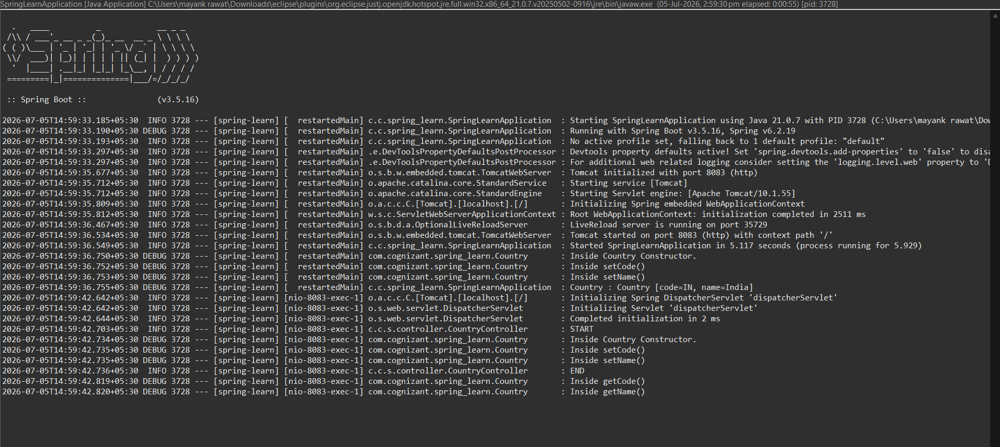 SpringLearnApplication [Java Application] C:\Users\mayank rawat\Downloads\eclipse\plugins\org.eclipse.justj.openjdk.hotspot.jre.full.win32.x86_64_21.0.7.v20250502-0916\jre\bin\javaw.exe (05-Jul-2026, 2:59:30 pm elapsed: 0:00:55) [pid: 3728]
  .   ____          _            __ _ _
 /\\ / ___'_ __ _ _(_)_ __  __ _ \ \ \ \
( ( )\___ | '_ | '_| | '_ \/ _` | \ \ \ \
 \\/  ___)| |_)| | | | | || (_| |  ) ) ) )
  '  |____| .__|_| |_|_| |_\__, | / / / /
 =========|_|==============|___/=/_/_/_/

 :: Spring Boot ::                (v3.5.16)

2026-07-05T14:59:33.185+05:30  INFO 3728 --- [spring-learn] [  restartedMain] c.c.spring_learn.SpringLearnApplication  : Starting SpringLearnApplication using Java 21.0.7 with PID 3728 (C:\Users\mayank rawat\Dow
2026-07-05T14:59:33.190+05:30 DEBUG 3728 --- [spring-learn] [  restartedMain] c.c.spring_learn.SpringLearnApplication  : Running with Spring Boot v3.5.16, Spring v6.2.19
2026-07-05T14:59:33.193+05:30  INFO 3728 --- [spring-learn] [  restartedMain] c.c.spring_learn.SpringLearnApplication  : No active profile set, falling back to 1 default profile: "default"
2026-07-05T14:59:33.297+05:30  INFO 3728 --- [spring-learn] [  restartedMain] .e.DevToolsPropertyDefaultsPostProcessor : Devtools property defaults active! Set 'spring.devtools.add-properties' to 'false' to disa
2026-07-05T14:59:33.297+05:30  INFO 3728 --- [spring-learn] [  restartedMain] .e.DevToolsPropertyDefaultsPostProcessor : For additional web related logging consider setting the 'logging.level.web' property to 'D
2026-07-05T14:59:35.677+05:30  INFO 3728 --- [spring-learn] [  restartedMain] o.s.b.w.embedded.tomcat.TomcatWebServer  : Tomcat initialized with port 8083 (http)
2026-07-05T14:59:35.712+05:30  INFO 3728 --- [spring-learn] [  restartedMain] o.apache.catalina.core.StandardService   : Starting service [Tomcat]
2026-07-05T14:59:35.712+05:30  INFO 3728 --- [spring-learn] [  restartedMain] o.apache.catalina.core.StandardEngine    : Starting Servlet engine: [Apache Tomcat/10.1.55]
2026-07-05T14:59:35.809+05:30  INFO 3728 --- [spring-learn] [  restartedMain] o.a.c.c.C.[Tomcat].[localhost].[/]       : Initializing Spring embedded WebApplicationContext
2026-07-05T14:59:35.812+05:30  INFO 3728 --- [spring-learn] [  restartedMain] w.s.c.ServletWebServerApplicationContext : Root WebApplicationContext: initialization completed in 2511 ms
2026-07-05T14:59:36.467+05:30  INFO 3728 --- [spring-learn] [  restartedMain] o.s.b.d.a.OptionalLiveReloadServer       : LiveReload server is running on port 35729
2026-07-05T14:59:36.534+05:30  INFO 3728 --- [spring-learn] [  restartedMain] o.s.b.w.embedded.tomcat.TomcatWebServer  : Tomcat started on port 8083 (http) with context path '/'
2026-07-05T14:59:36.549+05:30  INFO 3728 --- [spring-learn] [  restartedMain] c.c.spring_learn.SpringLearnApplication  : Started SpringLearnApplication in 5.117 seconds (process running for 5.929)
2026-07-05T14:59:36.750+05:30 DEBUG 3728 --- [spring-learn] [  restartedMain] com.cognizant.spring_learn.Country       : Inside Country Constructor.
2026-07-05T14:59:36.752+05:30 DEBUG 3728 --- [spring-learn] [  restartedMain] com.cognizant.spring_learn.Country       : Inside setCode()
2026-07-05T14:59:36.753+05:30 DEBUG 3728 --- [spring-learn] [  restartedMain] com.cognizant.spring_learn.Country       : Inside setName()
2026-07-05T14:59:36.755+05:30 DEBUG 3728 --- [spring-learn] [  restartedMain] c.c.spring_learn.SpringLearnApplication  : Country : Country [code=IN, name=India]
2026-07-05T14:59:42.642+05:30  INFO 3728 --- [spring-learn] [nio-8083-exec-1] o.a.c.c.C.[Tomcat].[localhost].[/]       : Initializing Spring DispatcherServlet 'dispatcherServlet'
2026-07-05T14:59:42.642+05:30  INFO 3728 --- [spring-learn] [nio-8083-exec-1] o.s.web.servlet.DispatcherServlet        : Initializing Servlet 'dispatcherServlet'
2026-07-05T14:59:42.644+05:30  INFO 3728 --- [spring-learn] [nio-8083-exec-1] o.s.web.servlet.DispatcherServlet        : Completed initialization in 2 ms
2026-07-05T14:59:42.703+05:30  INFO 3728 --- [spring-learn] [nio-8083-exec-1] c.c.s.controller.CountryController       : START
2026-07-05T14:59:42.734+05:30 DEBUG 3728 --- [spring-learn] [nio-8083-exec-1] com.cognizant.spring_learn.Country       : Inside Country Constructor.
2026-07-05T14:59:42.735+05:30 DEBUG 3728 --- [spring-learn] [nio-8083-exec-1] com.cognizant.spring_learn.Country       : Inside setCode()
2026-07-05T14:59:42.735+05:30 DEBUG 3728 --- [spring-learn] [nio-8083-exec-1] com.cognizant.spring_learn.Country       : Inside setName()
2026-07-05T14:59:42.736+05:30  INFO 3728 --- [spring-learn] [nio-8083-exec-1] c.c.s.controller.CountryController       : END
2026-07-05T14:59:42.819+05:30 DEBUG 3728 --- [spring-learn] [nio-8083-exec-1] com.cognizant.spring_learn.Country       : Inside getCode()
2026-07-05T14:59:42.820+05:30 DEBUG 3728 --- [spring-learn] [nio-8083-exec-1] com.cognizant.spring_learn.Country       : Inside getName()